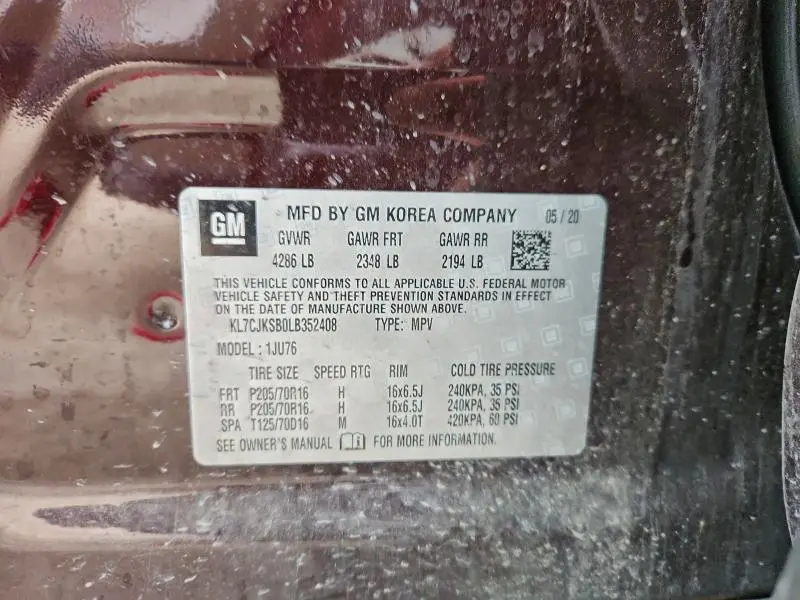 GM MFD BY GM KOREA COMPANY 05 / 20
GVWR GAWR FRT GAWR RR
4286 LB 2348 LB 2194 LB
THIS VEHICLE CONFORMS TO ALL APPLICABLE U.S. FEDERAL MOTOR
VEHICLE SAFETY AND THEFT PREVENTION STANDARDS IN EFFECT
ON THE DATE OF MANUFACTURE SHOWN ABOVE.
KL7CJKSB0LB352408 TYPE: MPV
MODEL : 1JU76
TIRE SIZE SPEED RTG RIM COLD TIRE PRESSURE
FRT P205/70R16 H 16x6.5J 240KPA, 35 PSI
RR P205/70R16 H 16x6.5J 240KPA, 35 PSI
SPA T125/70D16 M 16x4.0T 420KPA, 60 PSI
SEE OWNER'S MANUAL FOR MORE INFORMATION.